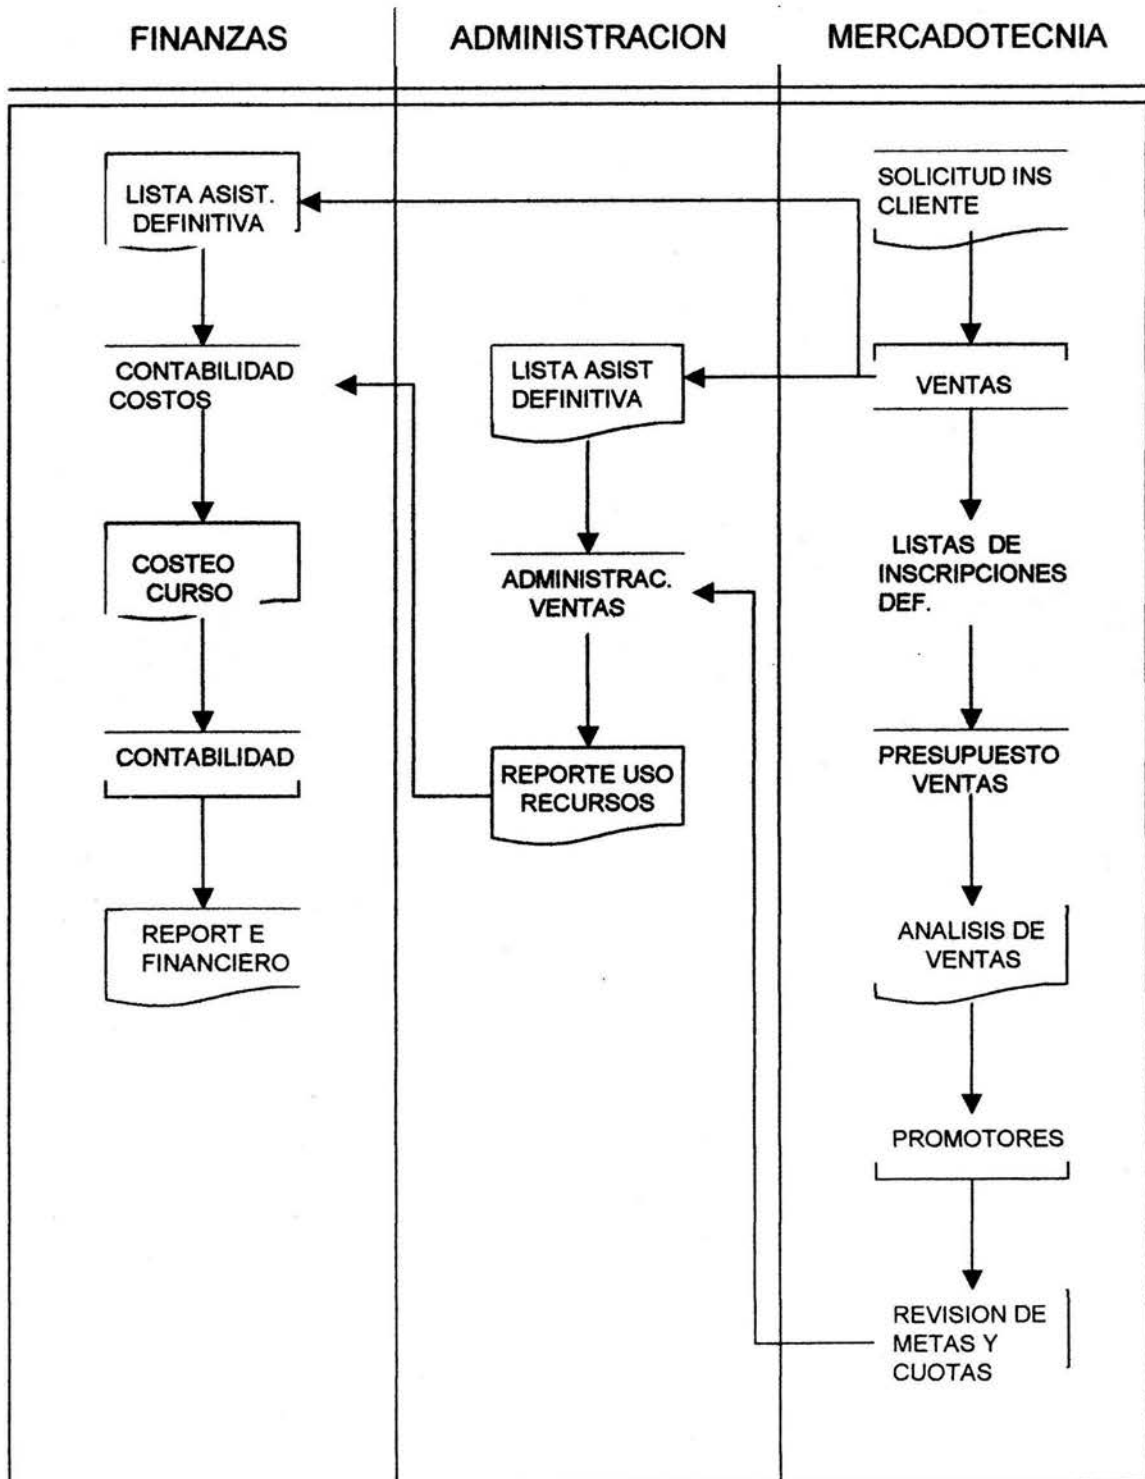 FINANZAS
ADMINISTRACION
MERCADOTECNIA
LISTA ASIST.
DEFINITIVA
CONTABILIDAD
COSTOS
COSTEO
CURSO
CONTABILIDAD
REPORT E
FINANCIERO
LISTA ASIST
DEFINITIVA
ADMINISTRAC.
VENTAS
REPORTE USO
RECURSOS
SOLICITUD INS
CLIENTE
VENTAS
LISTAS DE
INSCRIPCIONES
DEF.
PRESUPUESTO
VENTAS
ANALISIS DE
VENTAS
PROMOTORES
REVISION DE
METAS Y
CUOTAS